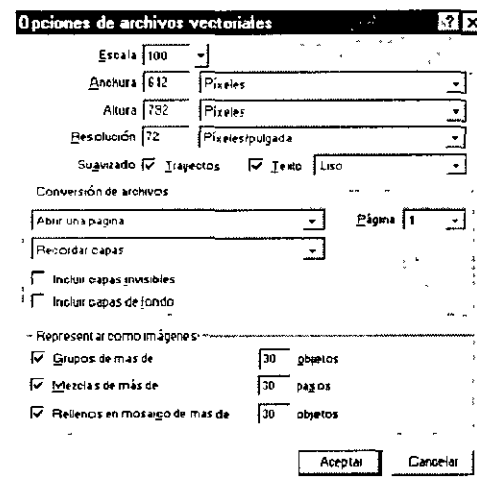 Opciones de archivos vectoriales ? ×
Escala 100
Anchura 612 Píxeles
Altura 792 Píxeles
Resolución 72 Píxeles/pulgada
Suavizado Trayectos Texto Liso
Conversión de archivos
Abrir una página Página 1
Recordar capas
Incluir capas invisibles
Incluir capas de fondo
Representar como imágenes
Grupos de mas de 30 objetos
Mezclas de más de 30 pasos
Rellenos en mosaico de mas de 30 objetos
Aceptar Cancelar